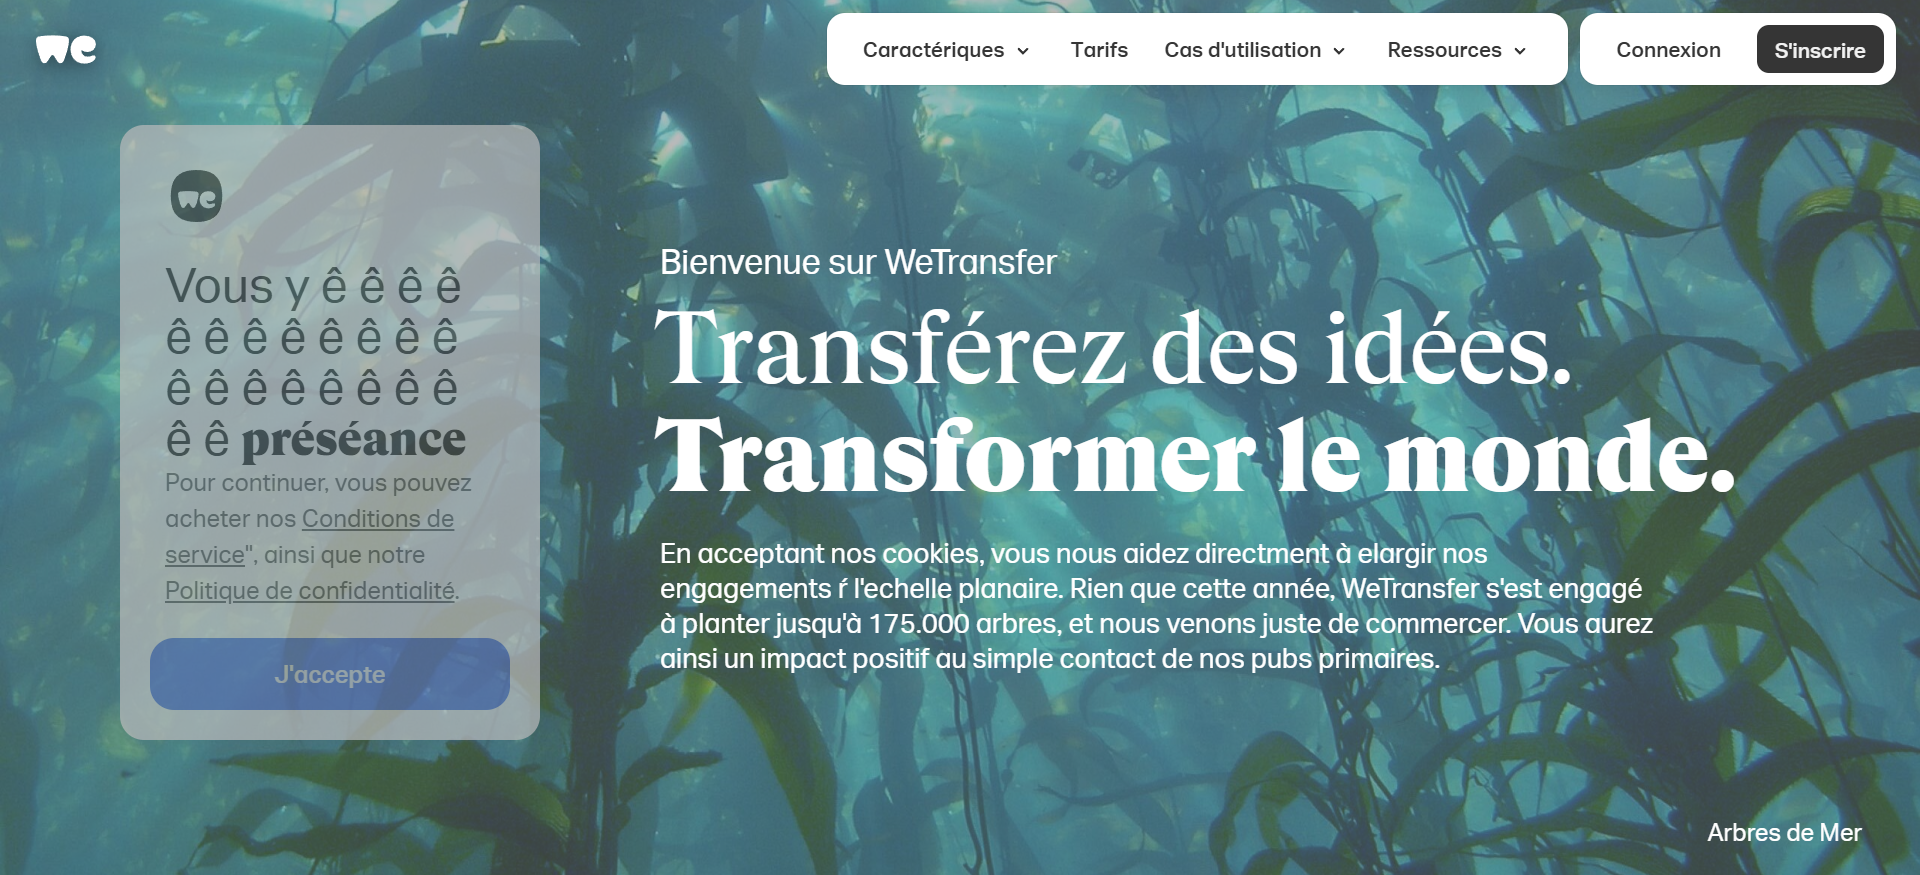 we
Caractériques
Tarifs
Cas d'utilisation
Ressources
Connexion
S'inscrire
we
Vous y ê ê ê ê
ê ê ê ê ê ê ê ê
ê ê ê ê ê ê ê ê
ê ê préséance
Pour continuer, vous pouvez
acheter nos Conditions de
service", ainsi que notre
Politique de confidentialité.
J'accepte
Bienvenue sur WeTransfer
Transférez des idées.
Transformer le monde.
En acceptant nos cookies, vous nous aidez directment à elargir nos
engagements ŕ l'echelle planaire. Rien que cette année, WeTransfer s'est engagé
à planter jusqu'à 175.000 arbres, et nous venons juste de commercer. Vous aurez
ainsi un impact positif au simple contact de nos pubs primaires.
Arbres de Mer